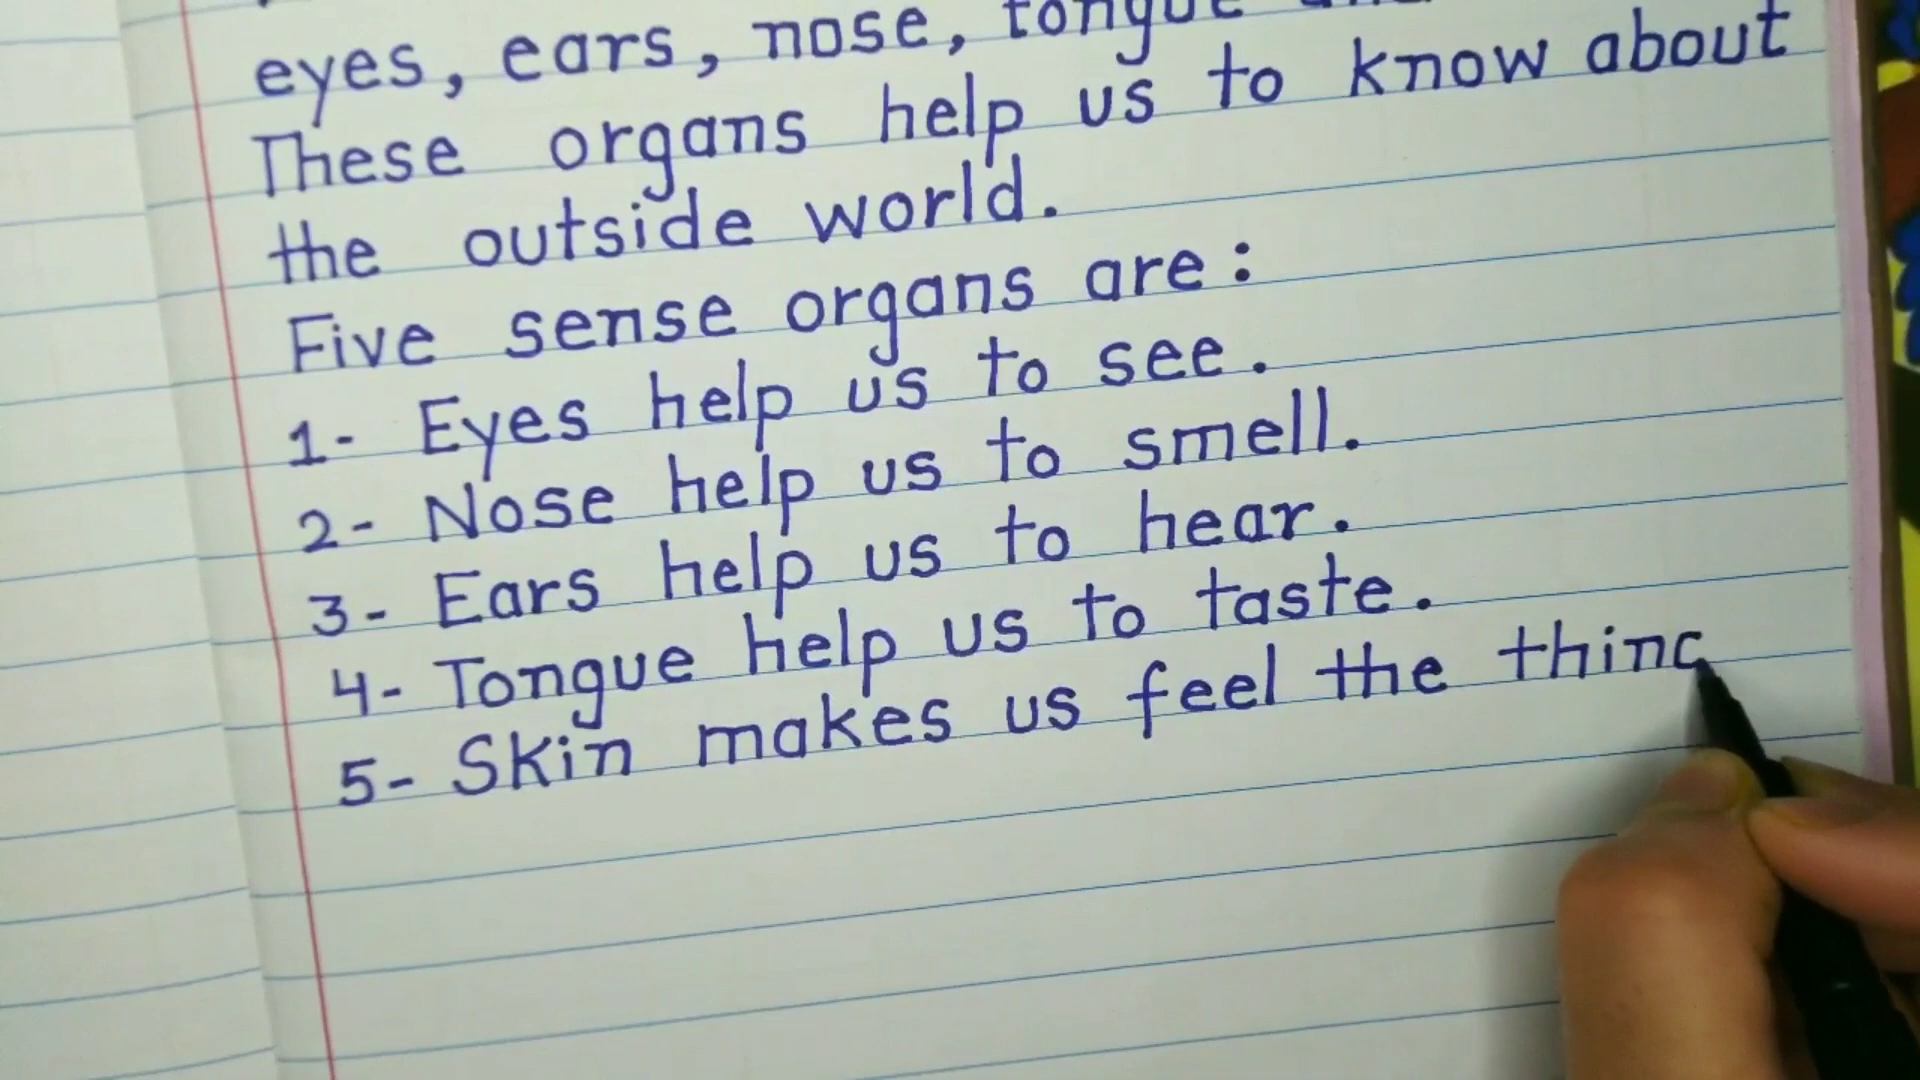 eyes, ears, nose, tongue
These organs help us to know about
the outside world.
Five sense organs are:
1- Eyes help us to see.
2- Nose help us to smell.
3- Ears help us to hear.
4- Tongue help us to taste.
5- Skin makes us feel the thing